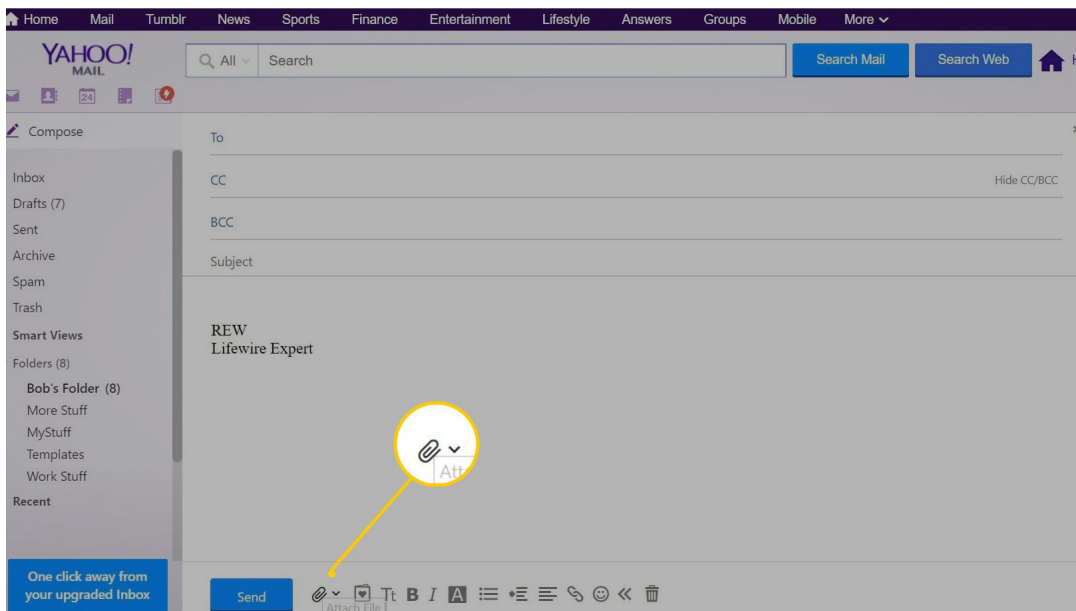 Home Mail Tumblr News Sports Finance Entertainment Lifestyle Answers Groups Mobile More
YAHOO!
MAIL
All Search Search Mail Search Web
24
Compose
To
CC Hide CC/BCC
BCC
Subject
Inbox
Drafts (7)
Sent
Archive
Spam
Trash
Smart Views
Folders (8)
Bob's Folder (8)
More Stuff
MyStuff
Templates
Work Stuff
Recent
REW
Lifewire Expert
Att
One click away from
your upgraded Inbox
Send Tt B I A
Attach File